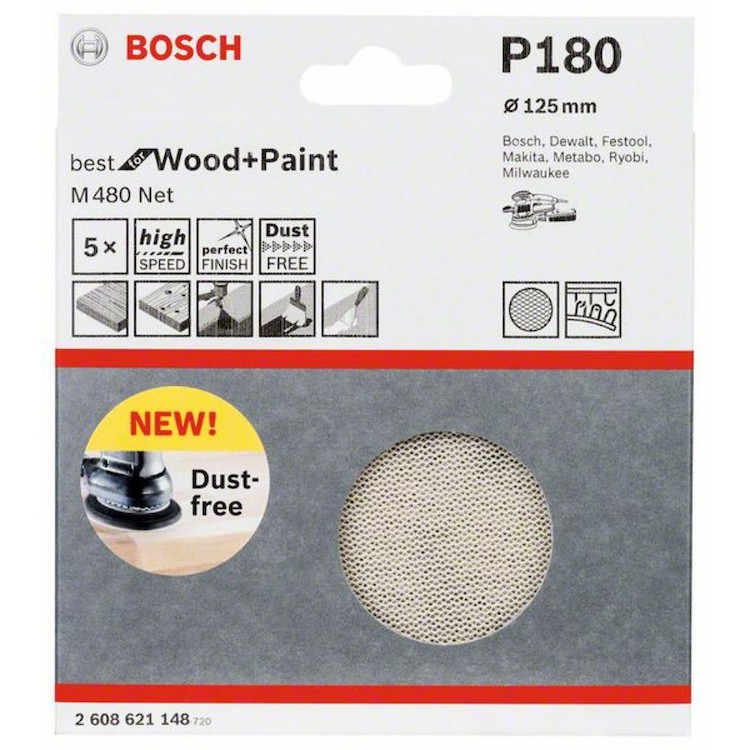 BOSCH
P180
Ø 125 mm
Bosch, Dewalt, Festool,
Makita, Metabo, Ryobi,
Milwaukee
best for Wood+Paint
M 480 Net
5×
high
SPEED
perfect
FINISH
Dust
FREE
NEW!
Dust-
free
2 608 621 148-720